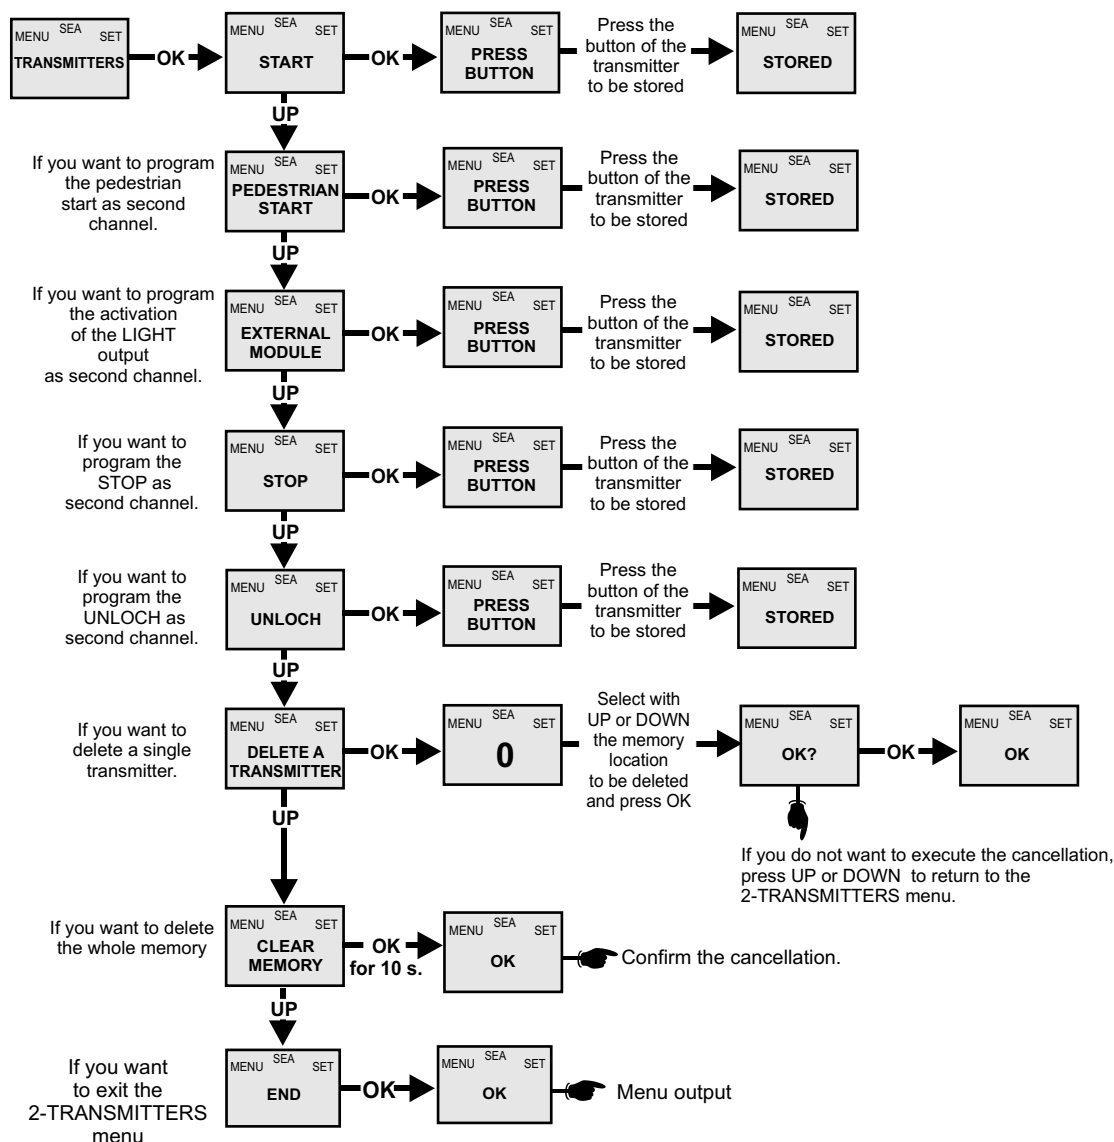 MENU SEA SET
TRANSMITTERS
OK
MENU SEA SET
START
OK
MENU SEA SET
PRESS
BUTTON
Press the
button of the
transmitter
to be stored
MENU SEA SET
STORED
UP
If you want to program
the pedestrian
start as second
channel.
MENU SEA SET
PEDESTRIAN
START
OK
MENU SEA SET
PRESS
BUTTON
Press the
button of the
transmitter
to be stored
MENU SEA SET
STORED
UP
If you want to program
the activation
of the LIGHT
output
as second channel.
MENU SEA SET
EXTERNAL
MODULE
OK
MENU SEA SET
PRESS
BUTTON
Press the
button of the
transmitter
to be stored
MENU SEA SET
STORED
UP
If you want to
program the
STOP as
second channel.
MENU SEA SET
STOP
OK
MENU SEA SET
PRESS
BUTTON
Press the
button of the
transmitter
to be stored
MENU SEA SET
STORED
UP
If you want to
program the
UNLOCH as
second channel.
MENU SEA SET
UNLOCH
OK
MENU SEA SET
PRESS
BUTTON
Press the
button of the
transmitter
to be stored
MENU SEA SET
STORED
UP
If you want to
delete a single
transmitter.
MENU SEA SET
DELETE A
TRANSMITTER
OK
MENU SEA SET
0
Select with
UP or DOWN
the memory
location
to be deleted
and press OK
MENU SEA SET
OK?
OK
MENU SEA SET
OK
If you do not want to execute the cancellation,
press UP or DOWN to return to the
2-TRANSMITTERS menu.
UP
If you want to delete
the whole memory
MENU SEA SET
CLEAR
MEMORY
OK
for 10 s.
MENU SEA SET
OK
Confirm the cancellation.
UP
If you want
to exit the
2-TRANSMITTERS
menu
MENU SEA SET
END
OK
MENU SEA SET
OK
Menu output